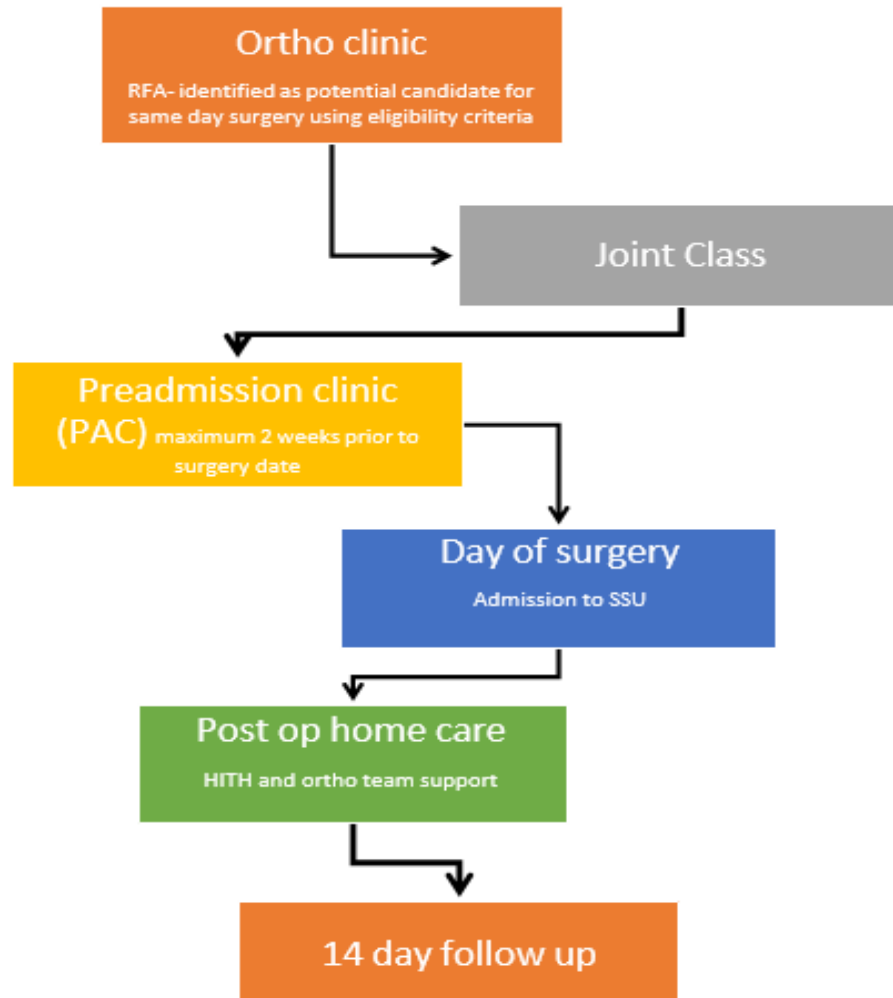 Ortho clinic
RFA- identified as potential candidate for
same day surgery using eligibility criteria
Joint Class
Preadmission clinic
(PAC) maximum 2 weeks prior to
surgery date
Day of surgery
Admission to SSU
Post op home care
HITH and ortho team support
14 day follow up